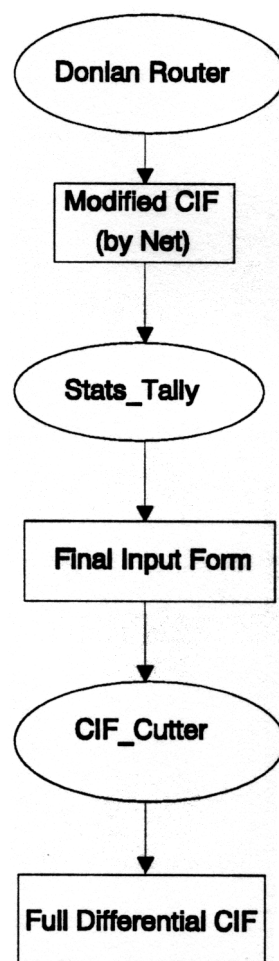 Donlan Router
Modified CIF
(by Net)
Stats_Tally
Final Input Form
CIF_Cutter
Full Differential CIF